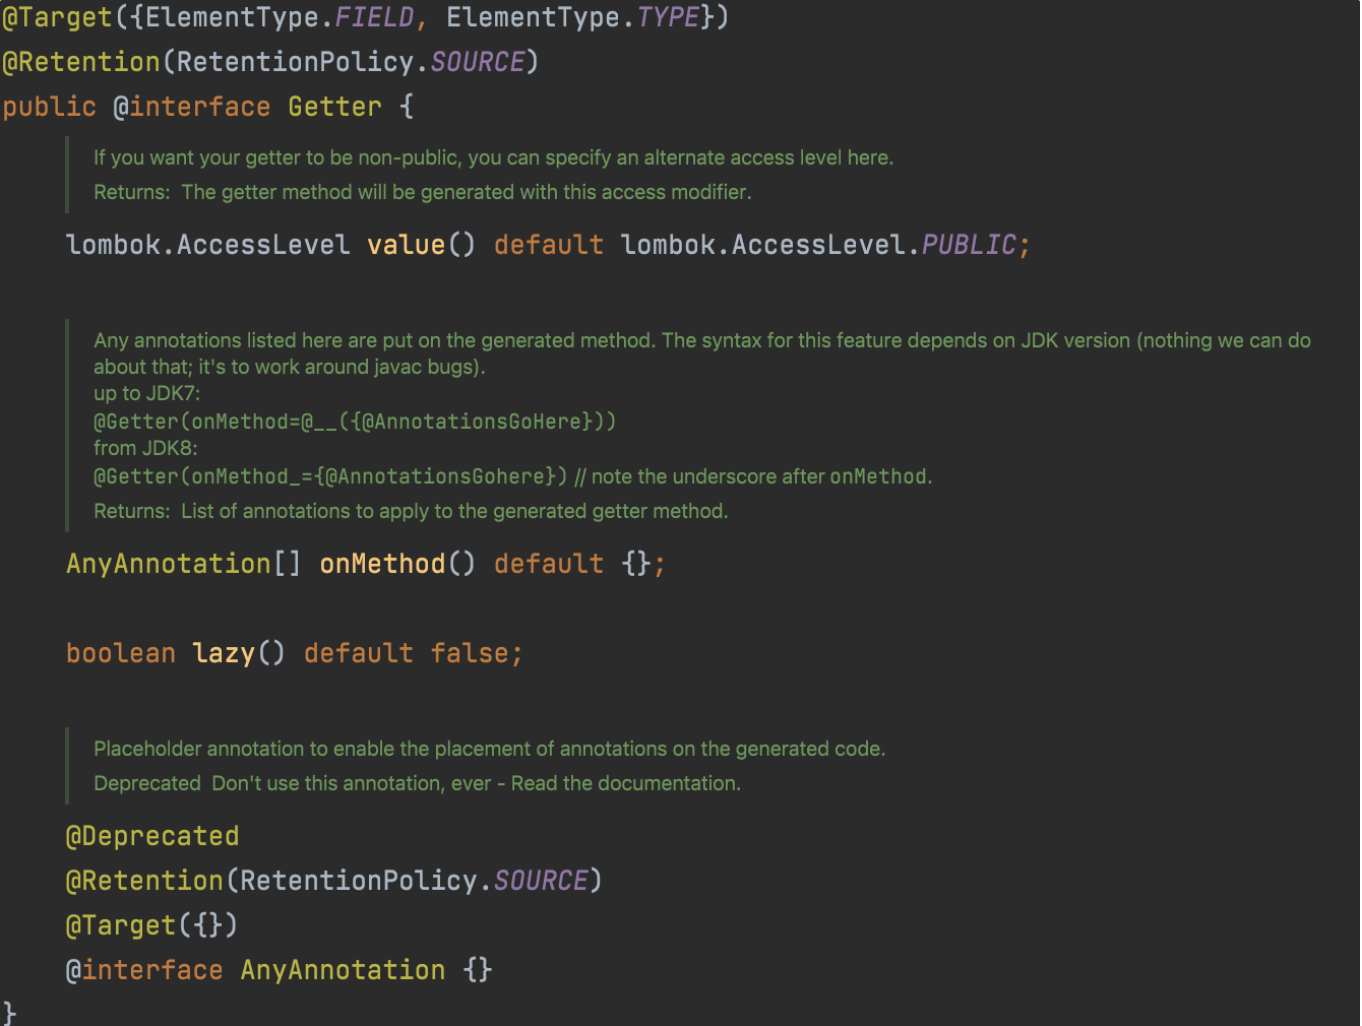 @Target({ElementType.FIELD, ElementType.TYPE})
@Retention(RetentionPolicy.SOURCE)
public @interface Getter {
If you want your getter to be non-public, you can specify an alternate access level here.
Returns: The getter method will be generated with this access modifier.
lombok.AccessLevel value() default lombok.AccessLevel.PUBLIC;
Any annotations listed here are put on the generated method. The syntax for this feature depends on JDK version (nothing we can do
about that; it's to work around javac bugs).
up to JDK7:
@Getter(onMethod=@__({@AnnotationsGoHere}))
from JDK8:
@Getter(onMethod_={@AnnotationsGohere}) // note the underscore after onMethod.
Returns: List of annotations to apply to the generated getter method.
AnyAnnotation[] onMethod() default {};
boolean lazy() default false;
Placeholder annotation to enable the placement of annotations on the generated code.
Deprecated Don't use this annotation, ever - Read the documentation.
@Deprecated
@Retention(RetentionPolicy.SOURCE)
@Target({})
@interface AnyAnnotation {}
}